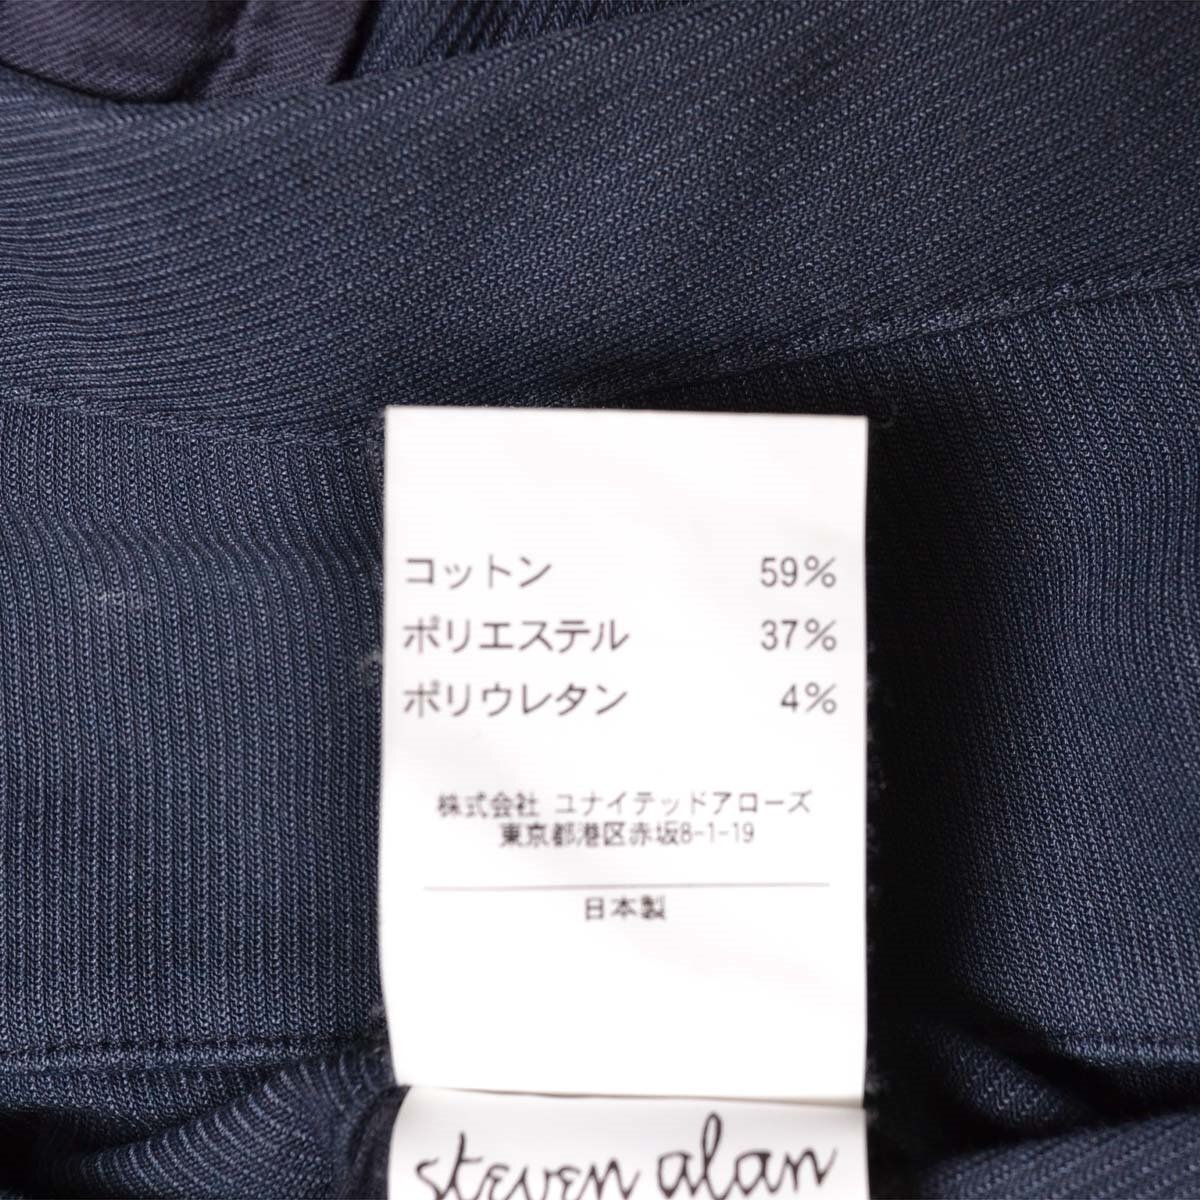 コットン 59%
ポリエステル 37%
ポリウレタン 4%
株式会社 ユナイテッドアローズ
東京都港区赤坂8-1-19
日本製
steven alan